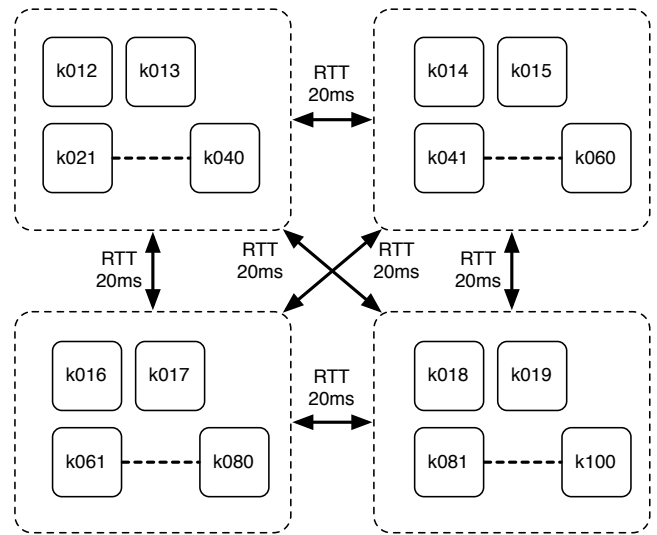 k012 k013
k021 k040
RTT
20ms
k014 k015
k041 k060
RTT
20ms
RTT
20ms
RTT
20ms
RTT
20ms
k016 k017
k061 k080
RTT
20ms
k018 k019
k081 k100